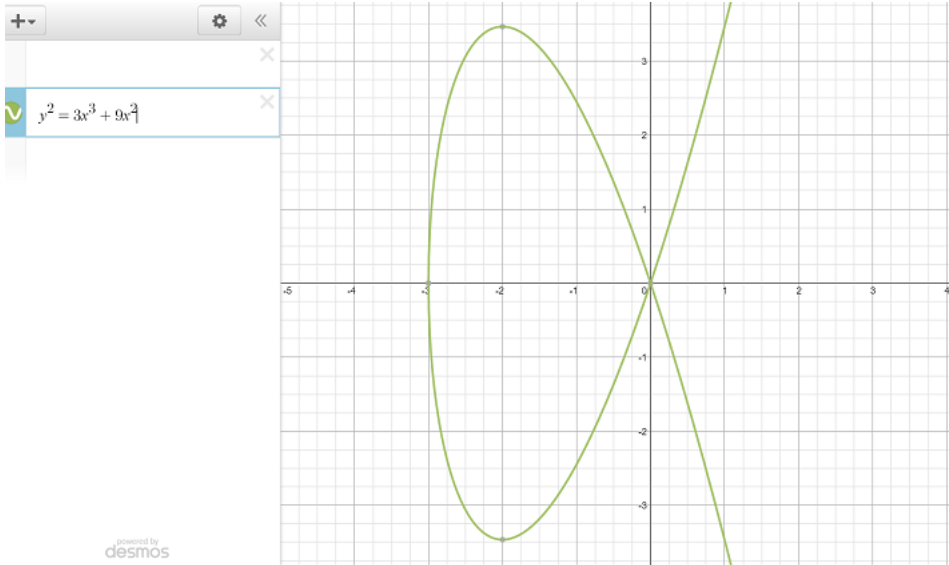 +
«
y² = 3x³ + 9x²
powered by
desmos
3
2
1
-5 -4 -3 -2 -1 0 1 2 3 4
-1
-2
-3